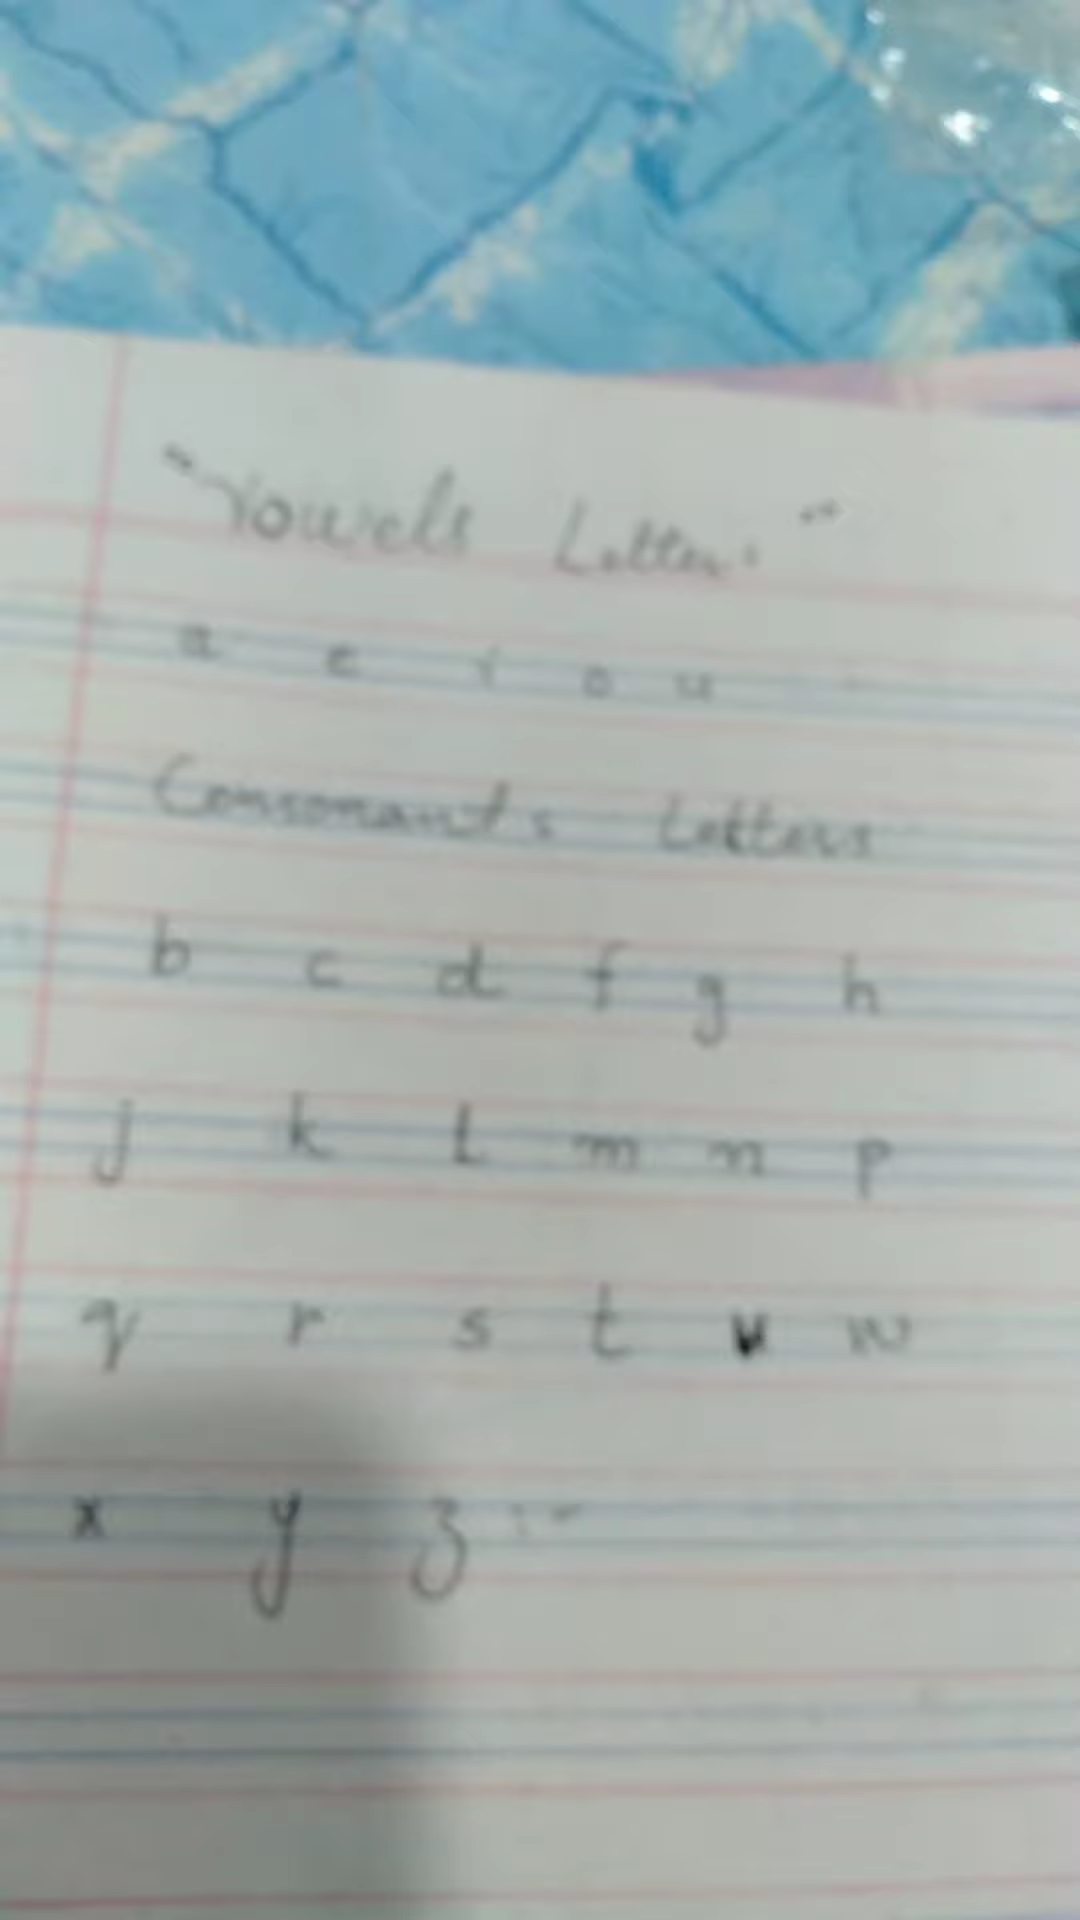 "Vowels Letters"
a e i o u
Consonants Letters
b c d f g h
j k l m n p
q r s t v w
x y z :-